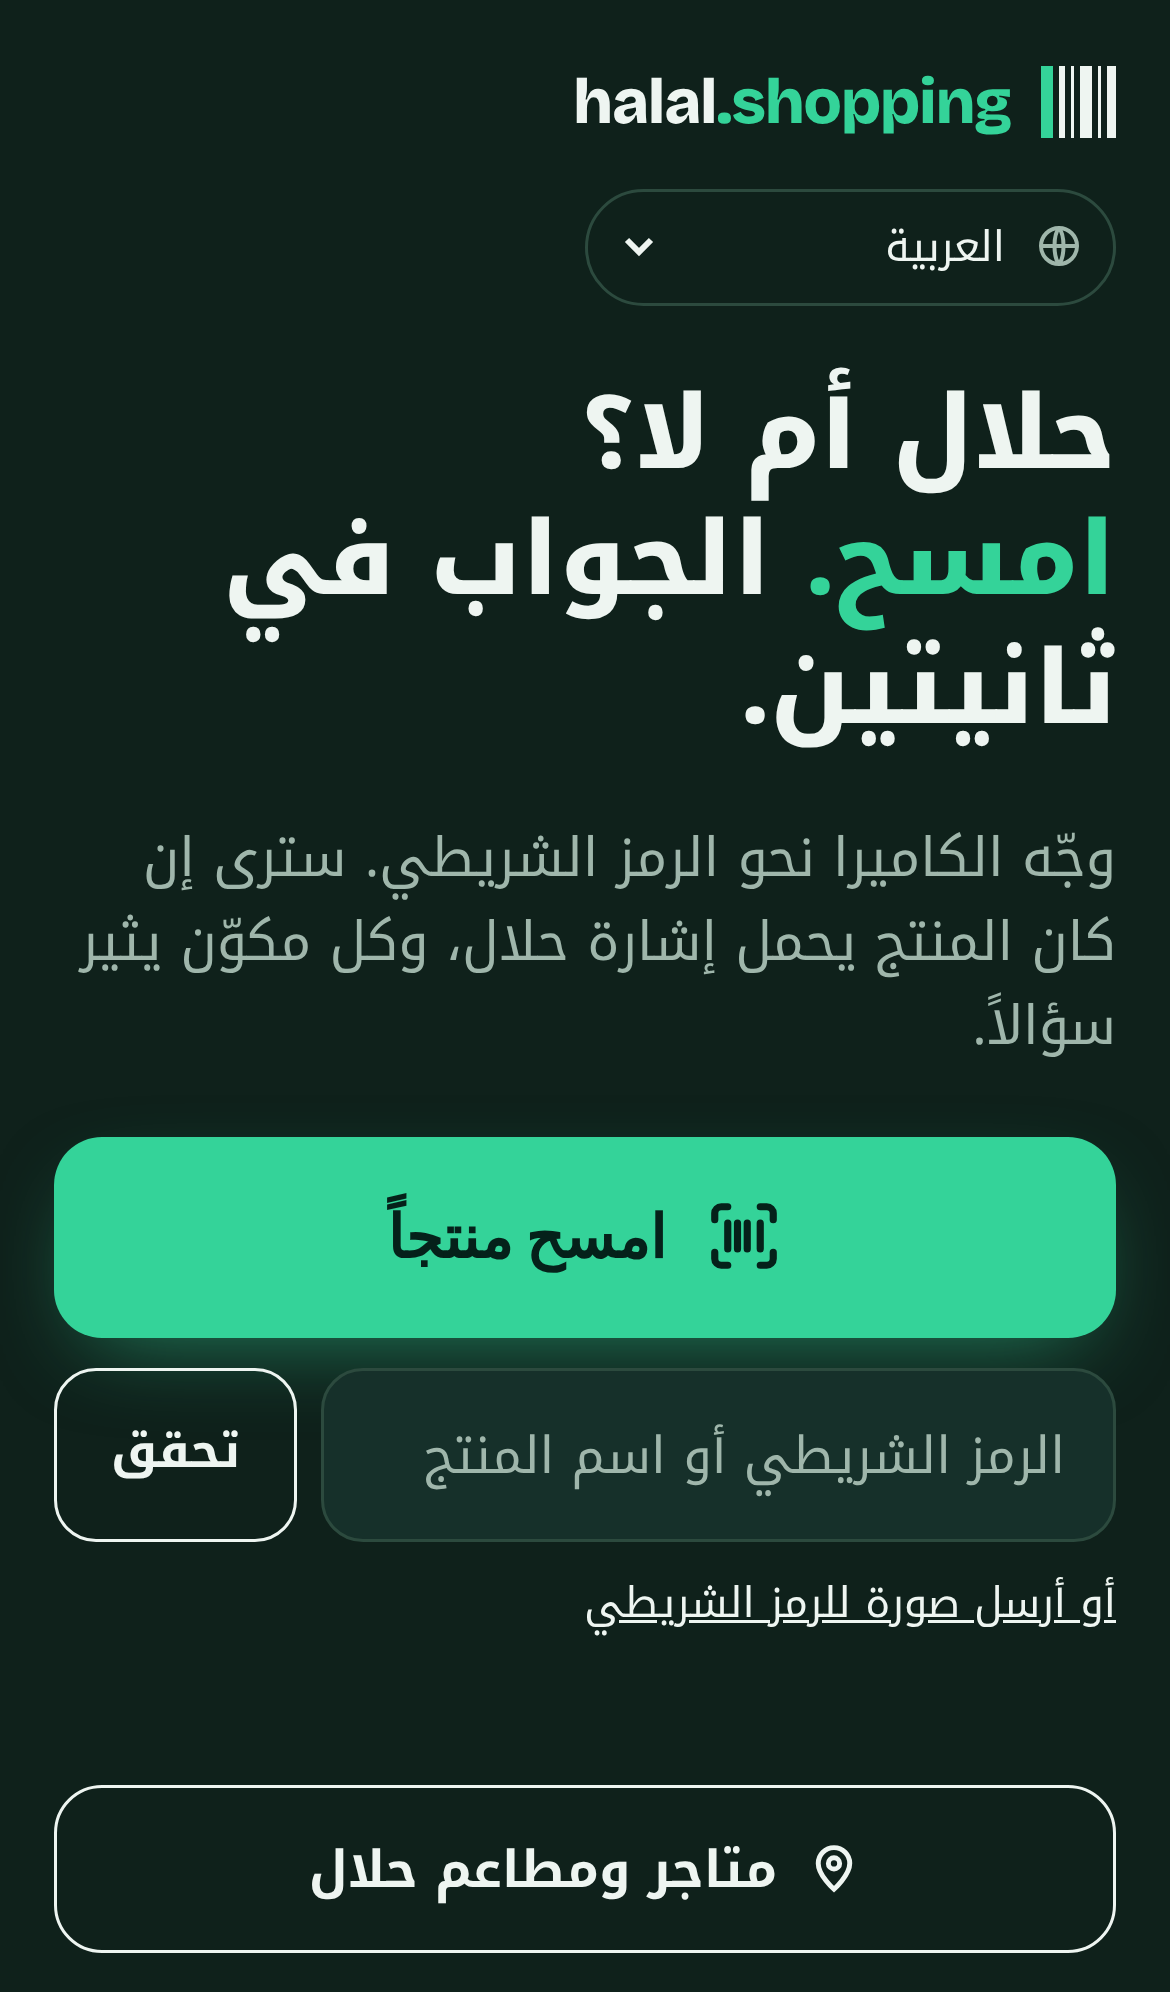 halal.shopping
العربية
حلال أم لا؟
امسح. الجواب في
ثانيتين.
وجّه الكاميرا نحو الرمز الشريطي. سترى إن
كان المنتج يحمل إشارة حلال، وكل مكوّن يثير
سؤالاً.
امسح منتجاً
الرمز الشريطي أو اسم المنتج
تحقق
أو أرسل صورة للرمز الشريطي
متاجر ومطاعم حلال